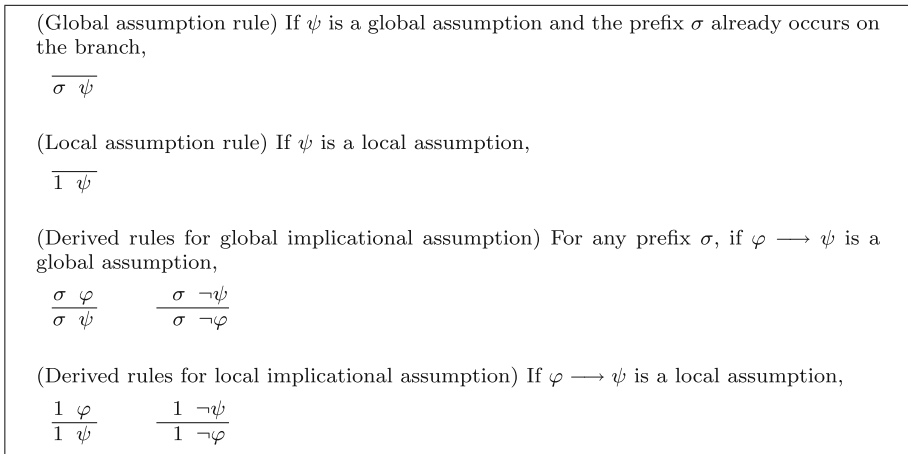 (Global assumption rule) If ψ is a global assumption and the prefix σ already occurs on
the branch,
σ ψ
(Local assumption rule) If ψ is a local assumption,
1 ψ
(Derived rules for global implicational assumption) For any prefix σ, if φ ⟶ ψ is a
global assumption,
σ φ σ ¬ψ
σ ψ σ ¬φ
(Derived rules for local implicational assumption) If φ ⟶ ψ is a local assumption,
1 φ 1 ¬ψ
1 ψ 1 ¬φ